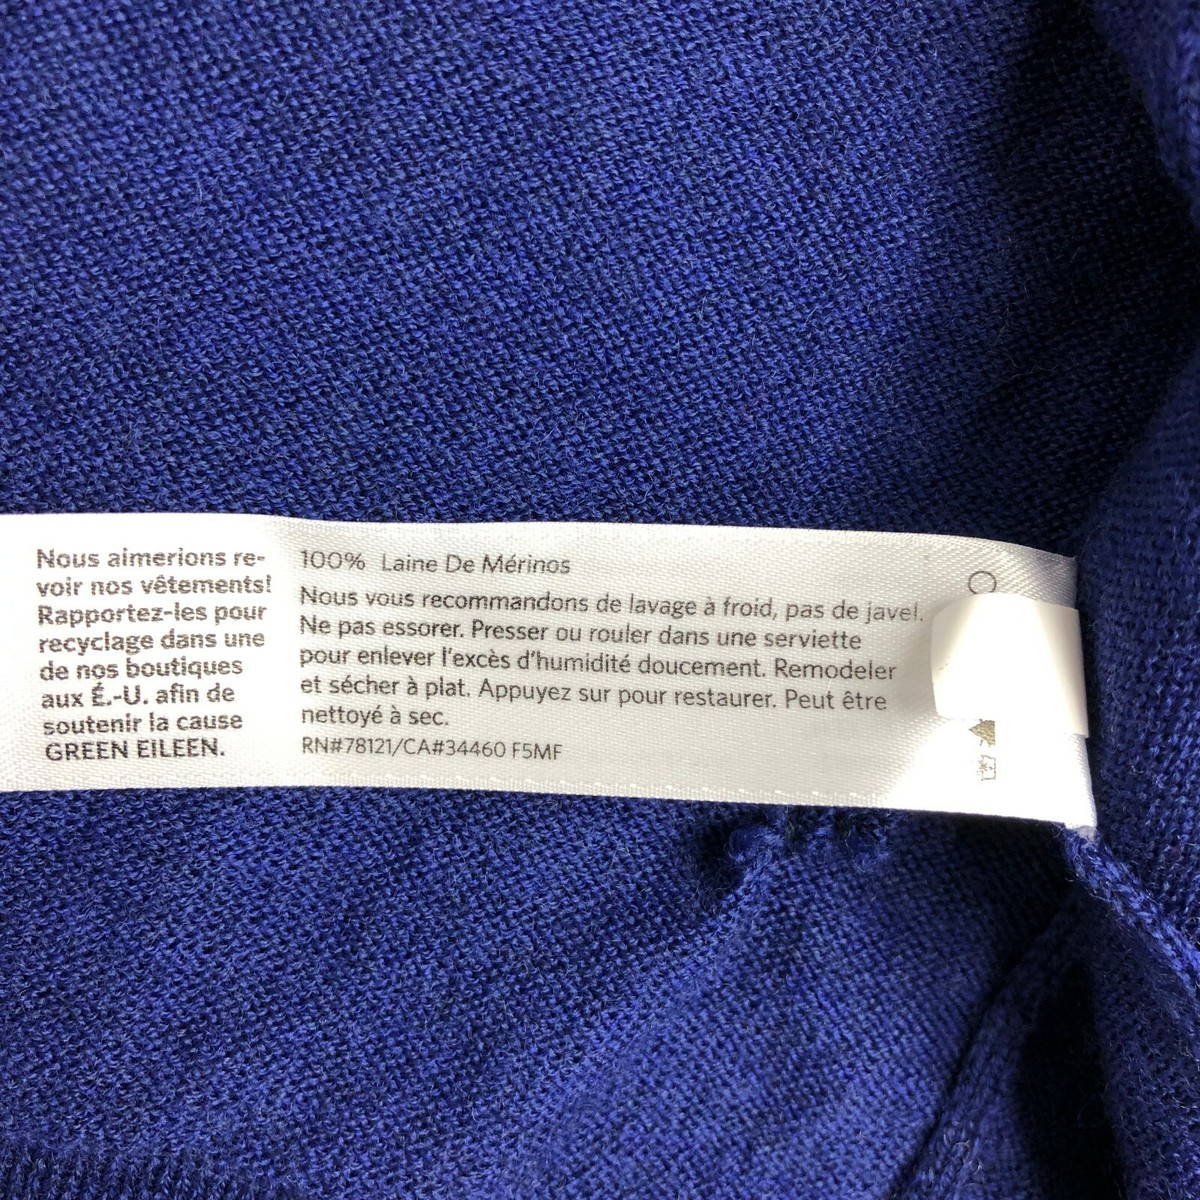 Nous aimerions re-
voir nos vêtements!
Rapportez-les pour
recyclage dans une
de nos boutiques
aux É.-U. afin de
soutenir la cause
GREEN EILEEN.
100% Laine De Mérinos
Nous vous recommandons de lavage à froid, pas de javel.
Ne pas essorer. Presser ou rouler dans une serviette
pour enlever l'excès d'humidité doucement. Remodeler
et sécher à plat. Appuyez sur pour restaurer. Peut être
nettoyé à sec.
RN#78121/CA#34460 F5MF